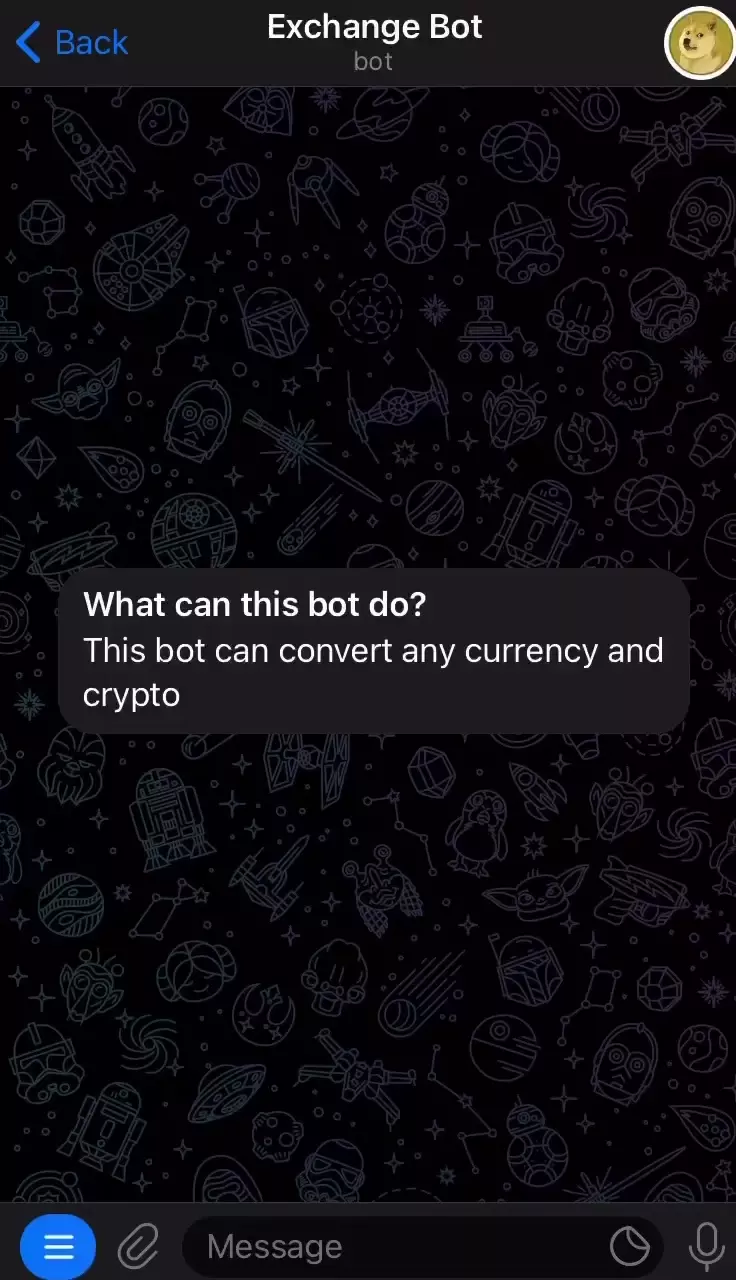 Back
Exchange Bot
bot
What can this bot do?
This bot can convert any currency and
crypto
Message